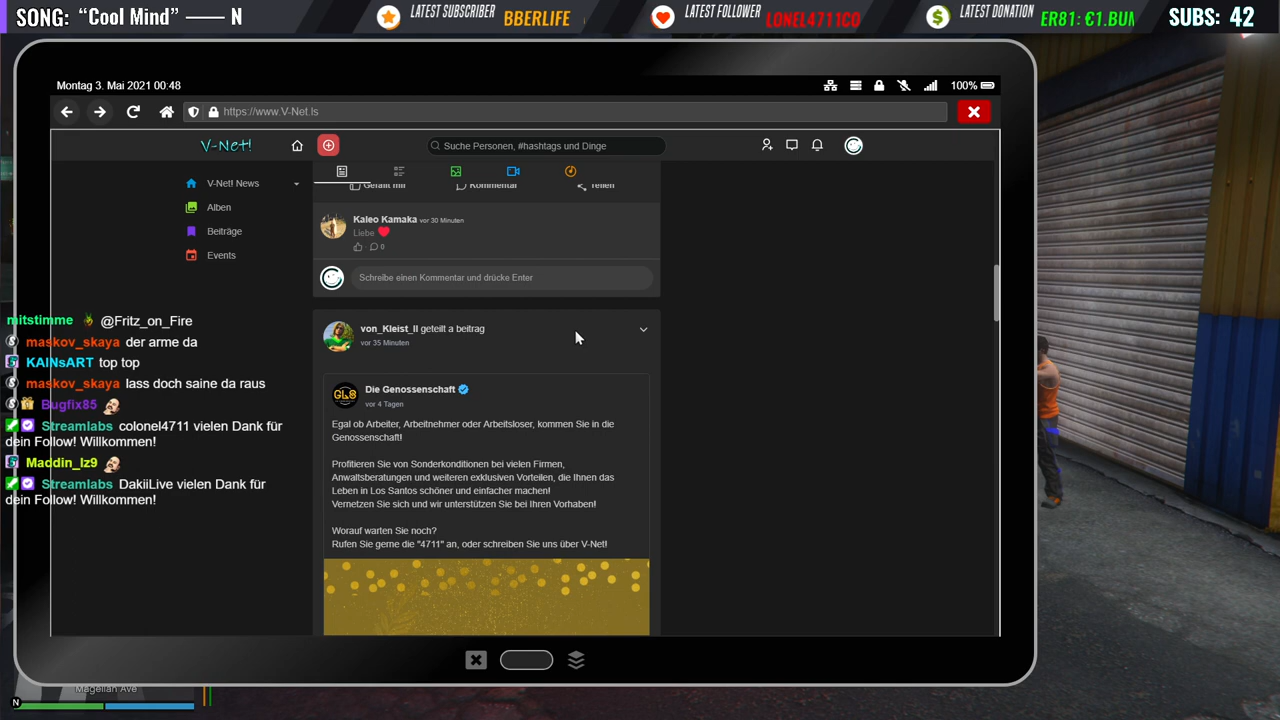 SONG: “Cool Mind” —— N
LATEST SUBSCRIBER
BBERLIFE
LATEST FOLLOWER
LONEL4711CO
LATEST DONATION
ER81: €1.BUM
SUBS: 42
Montag 3. Mai 2021 00:48
100%
https://www.V-Net.ls
V-Net!
Suche Personen, #hashtags und Dinge
V-Net! News
Alben
Beiträge
Events
Gefällt mir
Kommentar
Teilen
Kaleo Kamaka vor 30 Minuten
Liebe ❤
0
Schreibe einen Kommentar und drücke Enter
von_Kleist_II geteilt a beitrag
vor 35 Minuten
GLS
Die Genossenschaft
vor 4 Tagen
Egal ob Arbeiter, Arbeitnehmer oder Arbeitsloser, kommen Sie in die
Genossenschaft!
Profitieren Sie von Sonderkonditionen bei vielen Firmen,
Anwaltsberatungen und weiteren exklusiven Vorteilen, die Ihnen das
Leben in Los Santos schöner und einfacher machen!
Vernetzen Sie sich und wir unterstützen Sie bei Ihren Vorhaben!
Worauf warten Sie noch?
Rufen Sie gerne die "4711" an, oder schreiben Sie uns über V-Net!
mitstimme @Fritz_on_Fire
maskov_skaya der arme da
KAINsART top top
maskov_skaya lass doch saine da raus
Bugfix85
Streamlabs colonel4711 vielen Dank für
dein Follow! Willkommen!
Maddin_lz9
Streamlabs DakiiLive vielen Dank für
dein Follow! Willkommen!
Magellan Ave
N